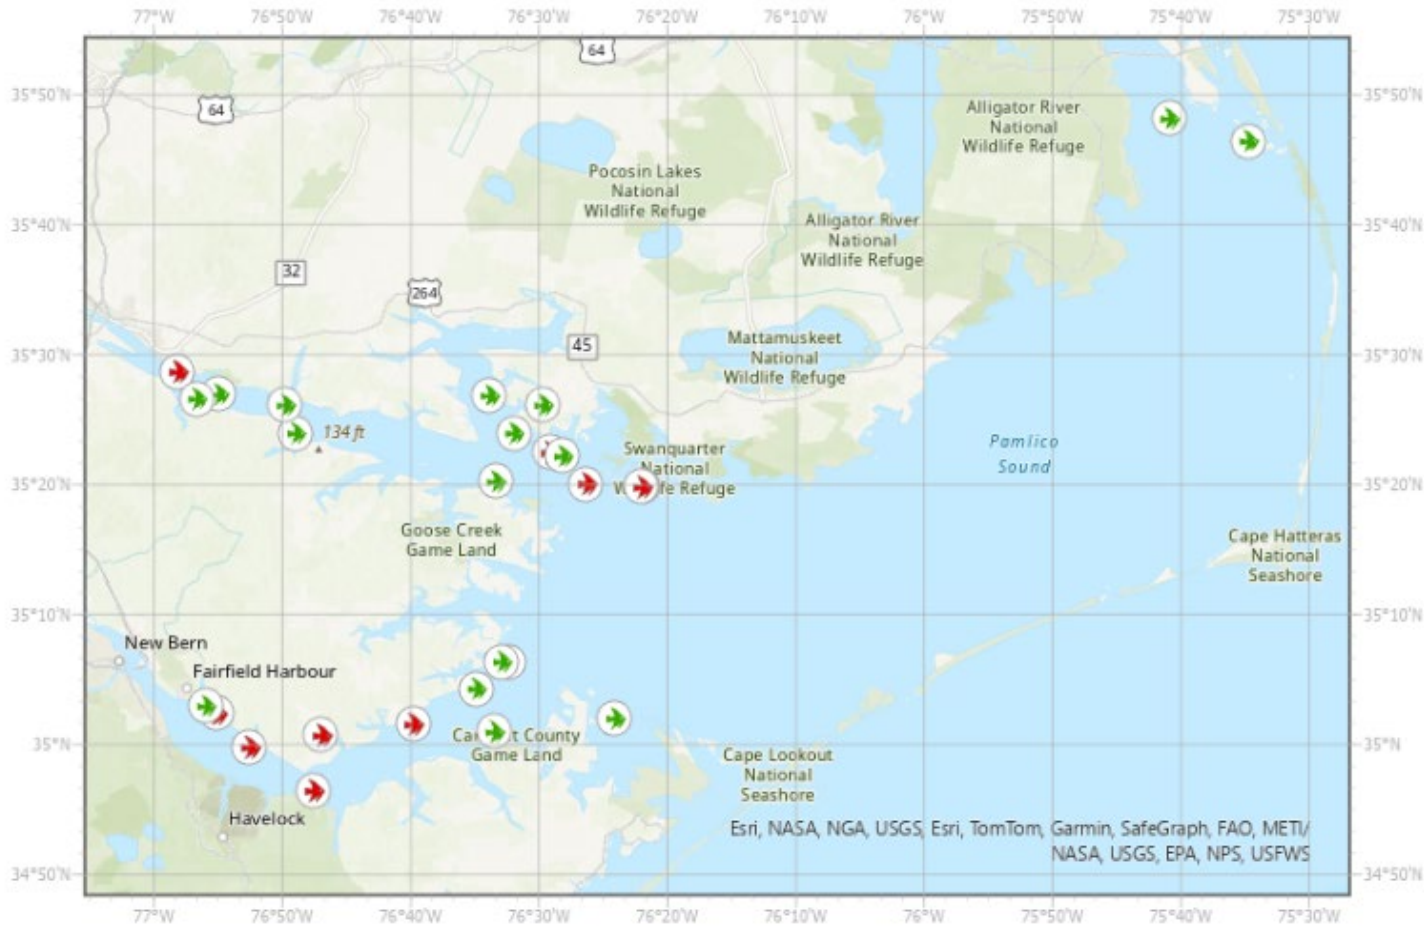 77°W 76°50'W 76°40'W 76°30'W 76°20'W 76°10'W 76°W 75°50'W 75°40'W 75°30'W
64
35°50'N 35°50'N
64
Alligator River
National
Wildlife Refuge
Pocosin Lakes
National
Wildlife Refuge
35°40'N 35°40'N
Alligator River
National
Wildlife Refuge
32
264
45
Mattamuskeet
National
Wildlife Refuge
35°30'N 35°30'N
134 ft
Swanquarter
National
fe Refuge
Pamlico
Sound
35°20'N 35°20'N
Goose Creek
Game Land
Cape Hatteras
National
Seashore
35°10'N 35°10'N
New Bern
Fairfield Harbour
35°N 35°N
County
Game Land
Cape Lookout
National
Seashore
Havelock
Esri, NASA, NGA, USGS, Esri, TomTom, Garmin, SafeGraph, FAO, METI/
NASA, USGS, EPA, NPS, USFWS
34°50'N 34°50'N
77°W 76°50'W 76°40'W 76°30'W 76°20'W 76°10'W 76°W 75°50'W 75°40'W 75°30'W